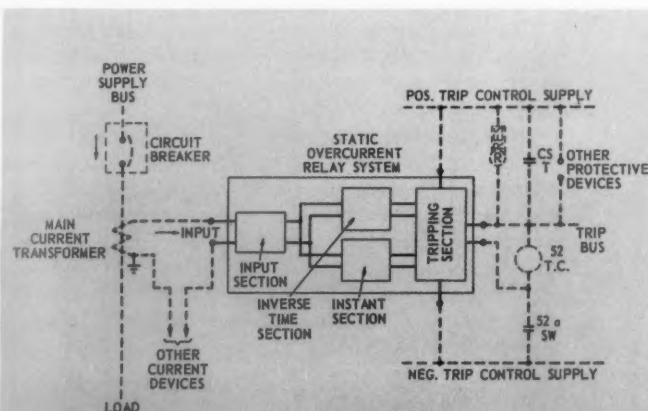 POWER
SUPPLY
BUS
CIRCUIT
BREAKER
MAIN
CURRENT
TRANSFORMER
INPUT
OTHER
CURRENT
DEVICES
LOAD
STATIC
OVERCURRENT
RELAY SYSTEM
INPUT
SECTION
INVERSE
TIME
SECTION
INSTANT
SECTION
TRIPPING
SECTION
POS. TRIP CONTROL SUPPLY
CS
T
OTHER
PROTECTIVE
DEVICES
TRIP
BUS
52
T.C.
52 a
SW
NEG. TRIP CONTROL SUPPLY